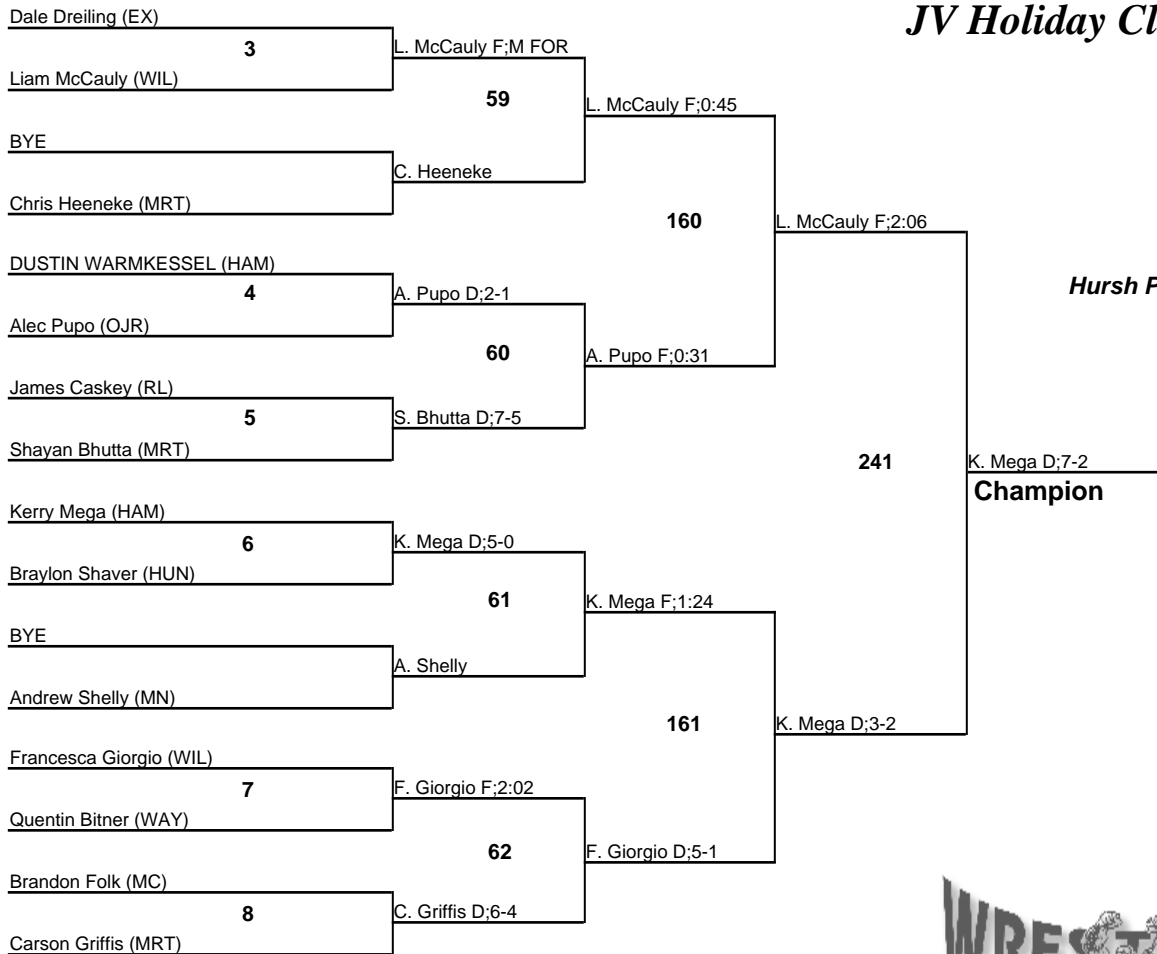 JV Holiday Cl
Dale Dreiling (EX)
3
L. McCauly F;M FOR
Liam McCauly (WIL)
59
L. McCauly F;0:45
BYE
C. Heeneke
Chris Heeneke (MRT)
160
L. McCauly F;2:06
DUSTIN WARMKESSEL (HAM)
4
A. Pupo D;2-1
Hursh P
Alec Pupo (OJR)
60
A. Pupo F;0:31
James Caskey (RL)
5
S. Bhutta D;7-5
Shayan Bhutta (MRT)
241
K. Mega D;7-2
Champion
Kerry Mega (HAM)
6
K. Mega D;5-0
Braylon Shaver (HUN)
61
K. Mega F;1:24
BYE
A. Shelly
Andrew Shelly (MN)
161
K. Mega D;3-2
Francesca Giorgio (WIL)
7
F. Giorgio F;2:02
Quentin Bitner (WAY)
62
F. Giorgio D;5-1
Brandon Folk (MC)
8
C. Griffis D;6-4
Carson Griffis (MRT)